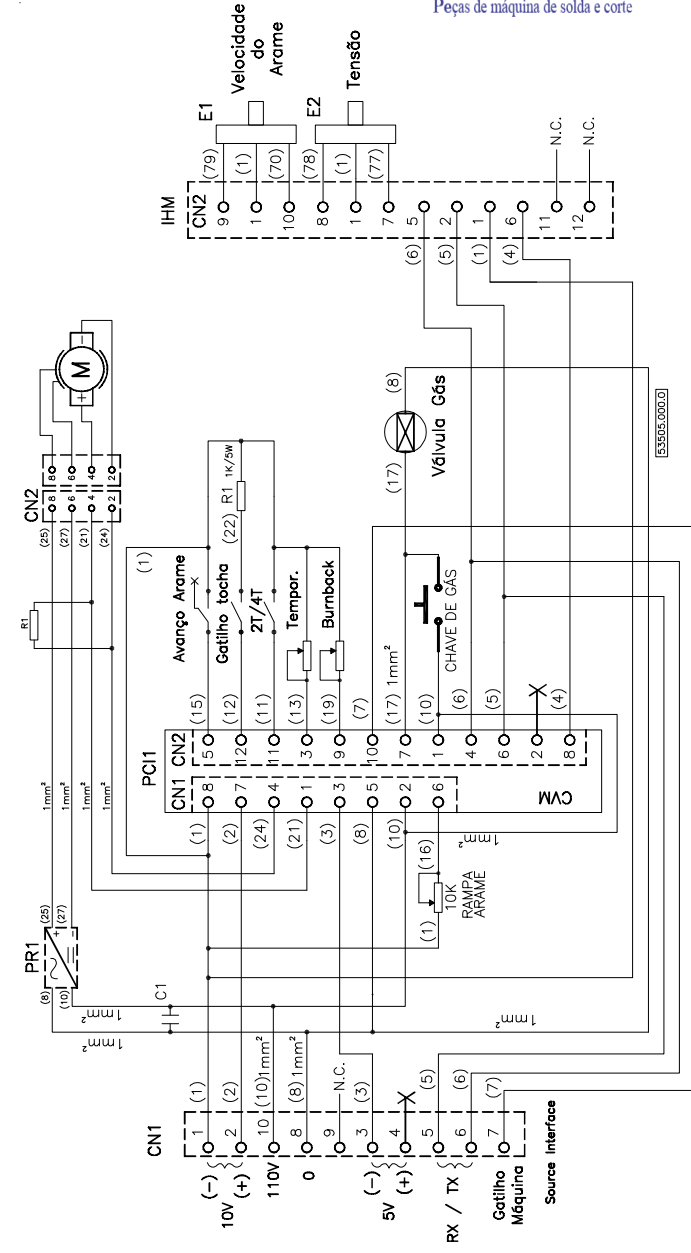 Peças de máquina de solda e corte
E1
Velocidade
do
Arame
E2
Tensão
IHM
CN2
(79)
9
(1)
1
(70)
10
(78)
8
(1)
1
(77)
7
5
(6)
2
(5)
1
(1)
6
(4)
11
N.C.
12
N.C.
M
+
-
CN2
8
8
6
6
4
4
2
2
(25)
(27)
(21)
(24)
R1
1mm²
1mm²
1mm²
1mm²
(1)
Avanço Arame
Gatilho tocha
2T/4T
Tempor.
Burnback
(22)
R1
1K/5W
(17)
(8)
Válvula Gás
CHAVE DE GÁS
53505.000.0
(15)
(12)
(11)
(13)
(19)
(7)
(17)
1mm²
(10)
(6)
(5)
(4)
PCI1
CN2
5
12
11
3
9
10
7
1
4
6
2
8
CN1
8
7
4
1
3
5
2
6
CVM
(1)
(2)
(24)
(21)
(3)
(8)
(10)
(16)
1mm²
(1)
10K
RAMPA
ARAME
PR1
(25)
(27)
+
(8)
(10)
1mm²
1mm²
C1
1mm²
CN1
1
(1)
2
(2)
10
(10)1mm²
8
(8)1mm²
9
N.C.
3
(3)
4
5
(5)
6
(6)
7
(7)
(-)
10V
(+)
110V
0
(-)
5V
(+)
RX / TX
Gatilho
Máquina
Source Interface